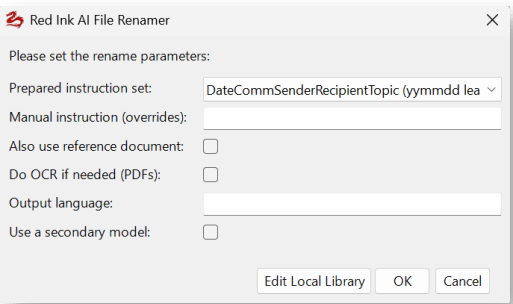 Red Ink AI File Renamer
Please set the rename parameters:
Prepared instruction set: DateCommSenderRecipientTopic (yymmdd lea
Manual instruction (overrides):
Also use reference document:
Do OCR if needed (PDFs):
Output language:
Use a secondary model:
Edit Local Library OK Cancel